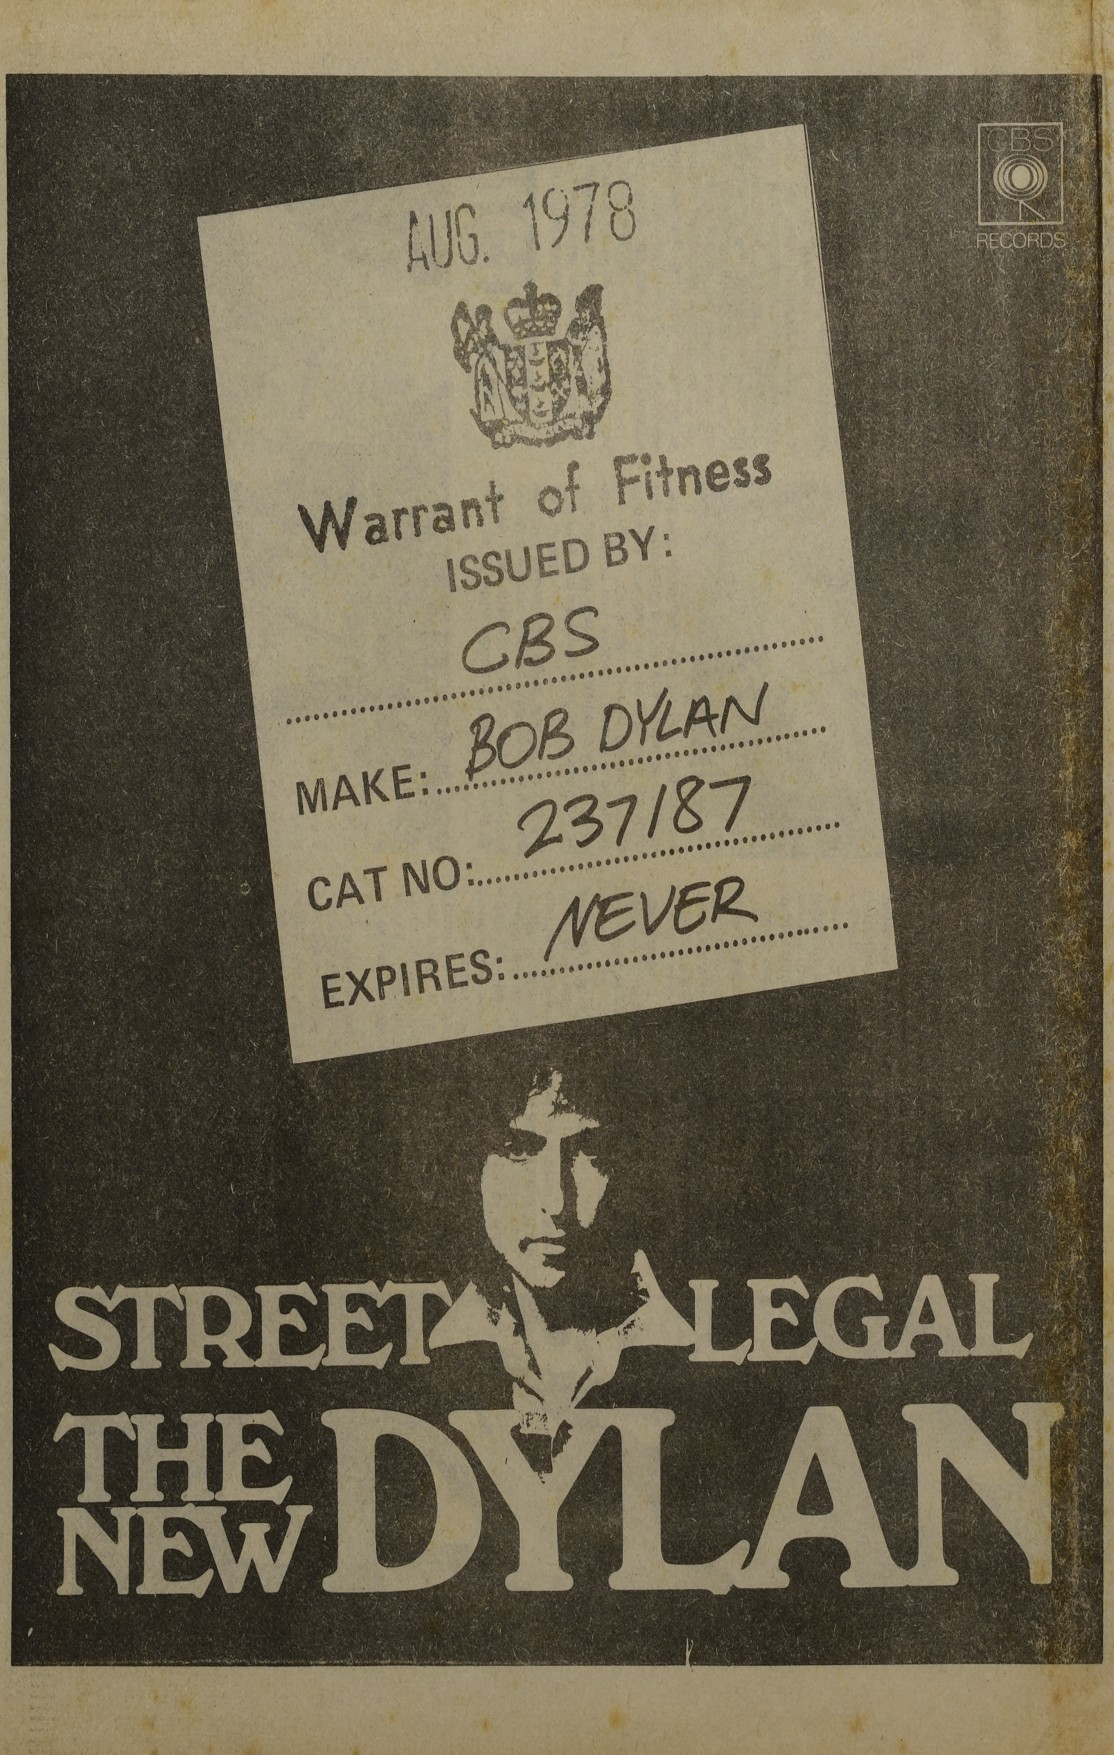 CBS
RECORDS
AUG. 1978
Warrant of Fitness
ISSUED BY:
CBS
MAKE: BOB DYLAN
CAT NO: 237187
EXPIRES: NEVER
STREET LEGAL
THE NEW DYLAN